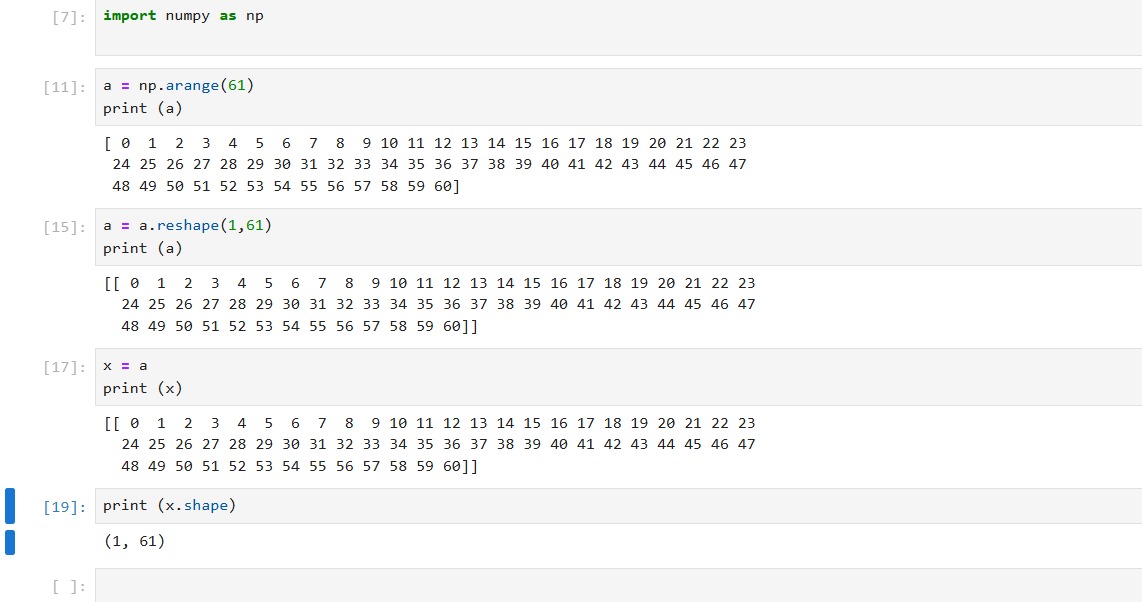 [7]: import numpy as np
[11]: a = np.arange(61)
print (a)
[ 0  1  2  3  4  5  6  7  8  9 10 11 12 13 14 15 16 17 18 19 20 21 22 23
 24 25 26 27 28 29 30 31 32 33 34 35 36 37 38 39 40 41 42 43 44 45 46 47
 48 49 50 51 52 53 54 55 56 57 58 59 60]
[15]: a = a.reshape(1,61)
print (a)
[[ 0  1  2  3  4  5  6  7  8  9 10 11 12 13 14 15 16 17 18 19 20 21 22 23
  24 25 26 27 28 29 30 31 32 33 34 35 36 37 38 39 40 41 42 43 44 45 46 47
  48 49 50 51 52 53 54 55 56 57 58 59 60]]
[17]: x = a
print (x)
[[ 0  1  2  3  4  5  6  7  8  9 10 11 12 13 14 15 16 17 18 19 20 21 22 23
  24 25 26 27 28 29 30 31 32 33 34 35 36 37 38 39 40 41 42 43 44 45 46 47
  48 49 50 51 52 53 54 55 56 57 58 59 60]]
[19]: print (x.shape)
(1, 61)
[ ]: